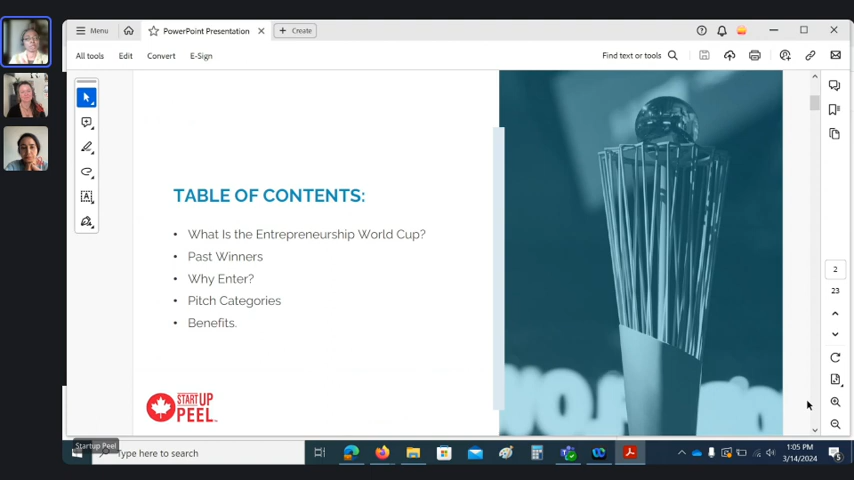 Menu
PowerPoint Presentation
Create
All tools
Edit
Convert
E-Sign
Find text or tools
TABLE OF CONTENTS:
• What Is the Entrepreneurship World Cup?
• Past Winners
• Why Enter?
• Pitch Categories
• Benefits.
STARTUP
PEEL
2
23
Startup Peel
Type here to search
1:05 PM
3/14/2024
5